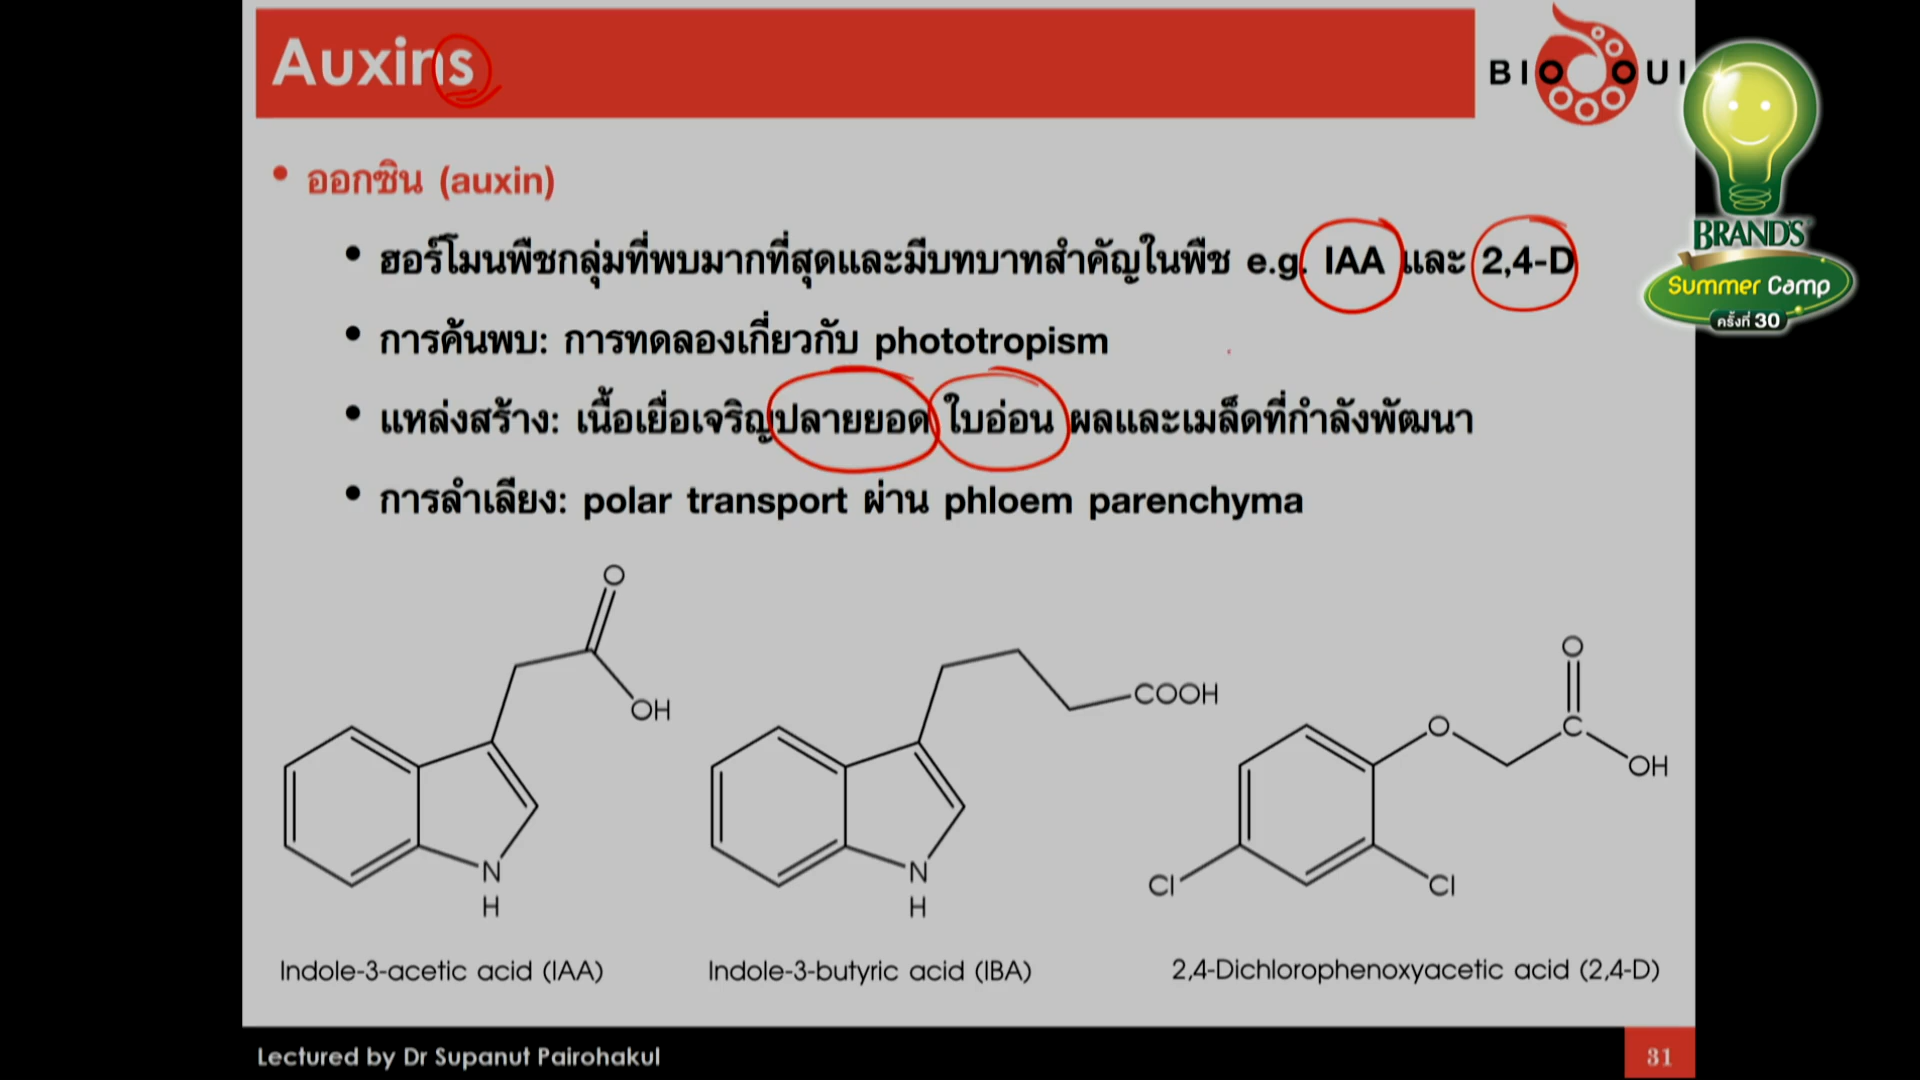 Auxins
BIO OUI
• ออกซิน (auxin)
• ฮอร์โมนพืชกลุ่มที่พบมากที่สุดและมีบทบาทสำคัญในพืช e.g. IAA และ 2,4-D
• การค้นพบ: การทดลองเกี่ยวกับ phototropism
• แหล่งสร้าง: เนื้อเยื่อเจริญปลายยอด ใบอ่อน ผลและเมล็ดที่กำลังพัฒนา
• การลำเลียง: polar transport ผ่าน phloem parenchyma
BRAND'S
Summer Camp
ครั้งที่ 30
O
OH
N
H
COOH
N
H
O
O
C
OH
Cl
Cl
Indole-3-acetic acid (IAA)
Indole-3-butyric acid (IBA)
2,4-Dichlorophenoxyacetic acid (2,4-D)
Lectured by Dr Supanut Pairohakul
31